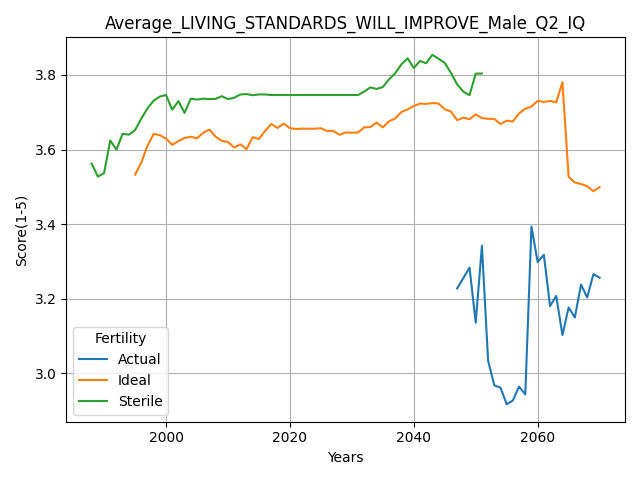 Average_LIVING_STANDARDS_WILL_IMPROVE_Male_Q2_IQ
Score(1-5)
3.8
3.6
3.4
3.2
3.0
Fertility
Actual
Ideal
Sterile
2000
2020
2040
2060
Years